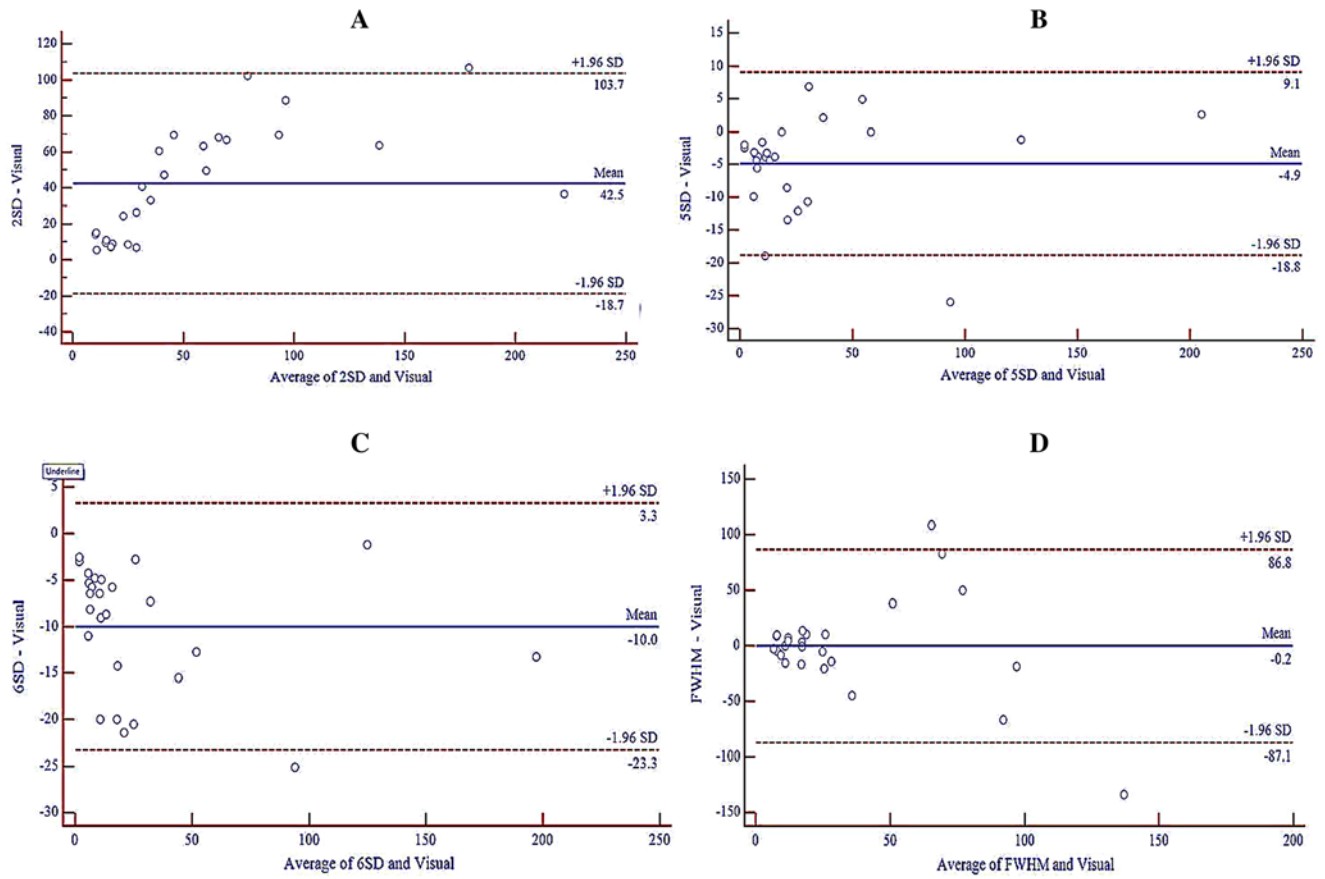 A
120
100
80
60
40
20
0
-20
-40
2SD - Visual
+1.96 SD
103.7
Mean
42.5
-1.96 SD
-18.7
0 50 100 150 200 250
Average of 2SD and Visual
B
15
10
5
0
-5
-10
-15
-20
-25
-30
5SD - Visual
+1.96 SD
9.1
Mean
-4.9
-1.96 SD
-18.8
0 50 100 150 200 250
Average of 5SD and Visual
C
Underline
5
0
-5
-10
-15
-20
-25
-30
6SD - Visual
+1.96 SD
3.3
Mean
-10.0
-1.96 SD
-23.3
0 50 100 150 200 250
Average of 6SD and Visual
D
150
100
50
0
-50
-100
-150
FWHM - Visual
+1.96 SD
86.8
Mean
-0.2
-1.96 SD
-87.1
0 50 100 150 200
Average of FWHM and Visual